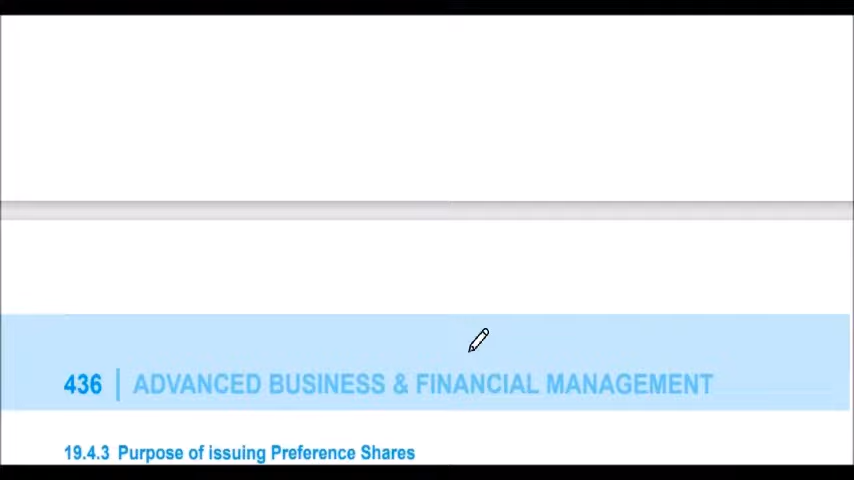 436 | ADVANCED BUSINESS & FINANCIAL MANAGEMENT
19.4.3 Purpose of issuing Preference Shares